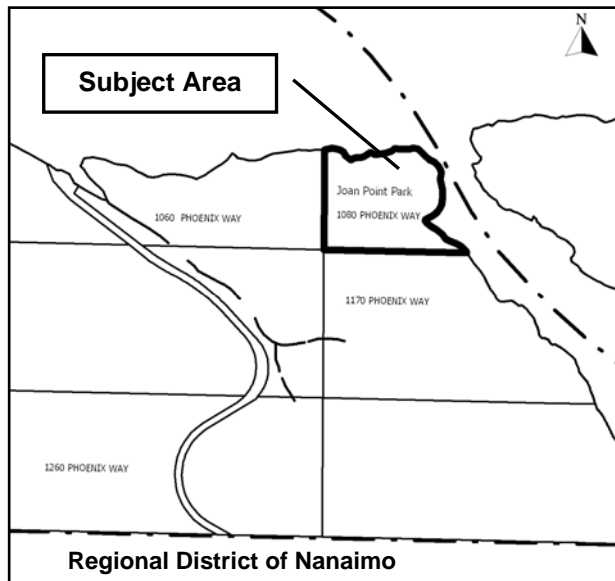 N
Subject Area
Joan Point Park
1060 PHOENIX WAY
1080 PHOENIX WAY
1170 PHOENIX WAY
1260 PHOENIX WAY
Regional District of Nanaimo